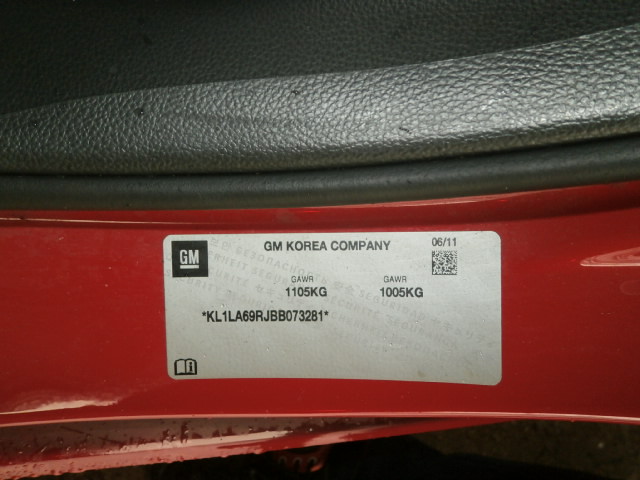 GM
GM KOREA COMPANY
06/11
GAWR GAWR
1105KG 1005KG
*KL1LA69RJBB073281*